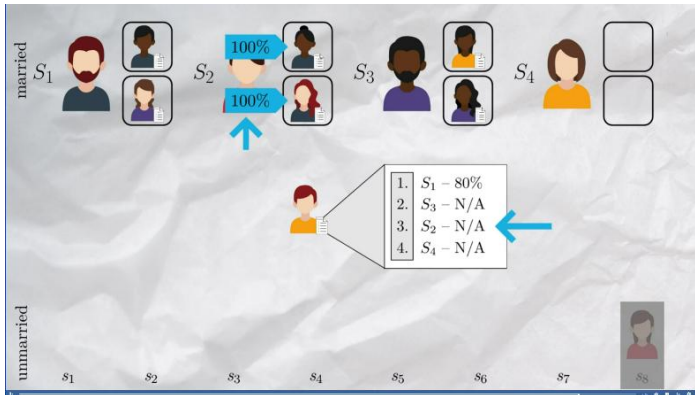 married
S₁
S₂
100%
100%
S₃
S₄
1. S₁ – 80%
2. S₃ – N/A
3. S₂ – N/A
4. S₄ – N/A
unmarried
s₁ s₂ s₃ s₄ s₅ s₆ s₇ s₈